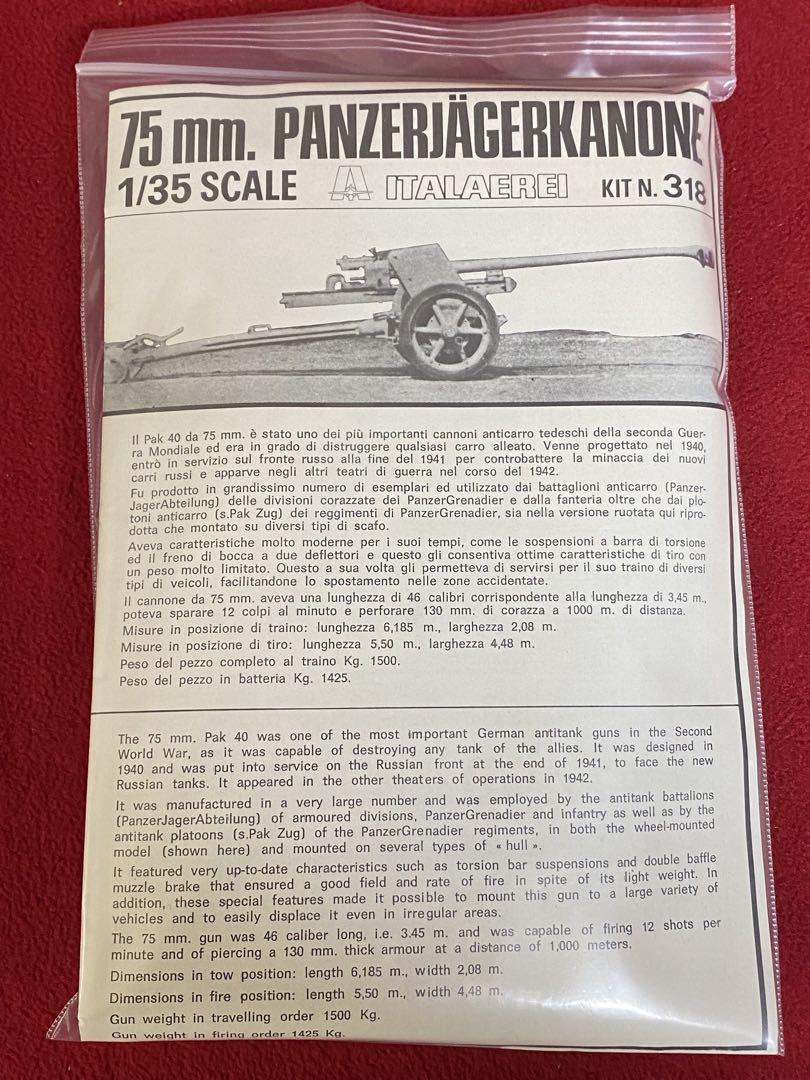 75 mm. PANZERJÄGERKANONE
1/35 SCALE ITALAEREI KIT N. 318
Il Pak 40 da 75 mm. è stato uno dei più importanti cannoni anticarro tedeschi della seconda Guer-
ra Mondiale ed era in grado di distruggere qualsiasi carro alleato. Venne progettato nel 1940,
entrò in servizio sul fronte russo alla fine del 1941 per controbattere la minaccia dei nuovi
carri russi e apparve negli altri teatri di guerra nel corso del 1942.
Fu prodotto in grandissimo numero di esemplari ed utilizzato dai battaglioni anticarro (Panzer-
JagerAbteilung) delle divisioni corazzate dei PanzerGrenadier e dalla fanteria oltre che dai plo-
toni anticarro (s.Pak Zug) dei reggimenti di PanzerGrenadier, sia nella versione ruotata qui ripro-
dotta che montato su diversi tipi di scafo.
Aveva caratteristiche molto moderne per i suoi tempi, come le sospensioni a barra di torsione
ed il freno di bocca a due deflettori e questo gli consentiva ottime caratteristiche di tiro con
un peso molto limitato. Questo a sua volta gli permetteva di servirsi per il suo traino di diversi
tipi di veicoli, facilitandone lo spostamento nelle zone accidentate.
Il cannone da 75 mm. aveva una lunghezza di 46 calibri corrispondente alla lunghezza di 3,45 m.,
poteva sparare 12 colpi al minuto e perforare 130 mm. di corazza a 1000 m. di distanza.
Misure in posizione di traino: lunghezza 6,185 m., larghezza 2,08 m.
Misure in posizione di tiro: lunghezza 5,50 m., larghezza 4,48 m.
Peso del pezzo completo al traino Kg. 1500.
Peso del pezzo in batteria Kg. 1425.
The 75 mm. Pak 40 was one of the most important German antitank guns in the Second
World War, as it was capable of destroying any tank of the allies. It was designed in
1940 and was put into service on the Russian front at the end of 1941, to face the new
Russian tanks. It appeared in the other theaters of operations in 1942.
It was manufactured in a very large number and was employed by the antitank battalions
(PanzerJagerAbteilung) of armoured divisions, PanzerGrenadier and infantry as well as by the
antitank platoons (s.Pak Zug) of the PanzerGrenadier regiments, in both the wheel-mounted
model (shown here) and mounted on several types of « hull ».
It featured very up-to-date characteristics such as torsion bar suspensions and double baffle
muzzle brake that ensured a good field and rate of fire in spite of its light weight. In
addition, these special features made it possible to mount this gun to a large variety of
vehicles and to easily displace it even in irregular areas.
The 75 mm. gun was 46 caliber long, i.e. 3.45 m. and was capable of firing 12 shots per
minute and of piercing a 130 mm. thick armour at a distance of 1,000 meters.
Dimensions in tow position: length 6,185 m., width 2,08 m.
Dimensions in fire position: length 5,50 m., width 4,48 m.
Gun weight in travelling order 1500 Kg.
Gun weight in firing order 1425 Kg.